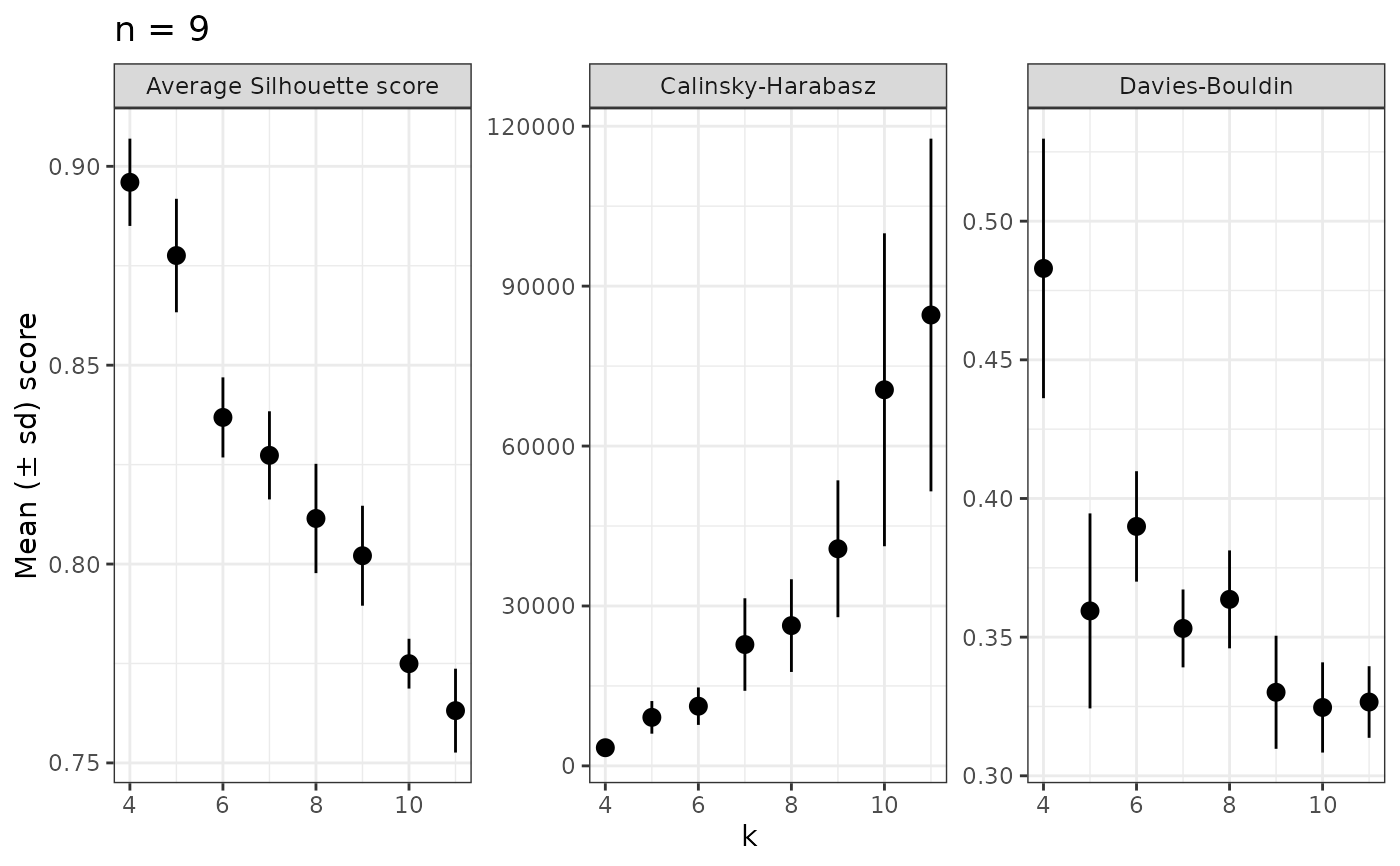 n = 9
Average Silhouette score
Calinsky-Harabasz
Davies-Bouldin
Mean (± sd) score
0.90
0.85
0.80
0.75
4 6 8 10
120000
90000
60000
30000
0
4 6 8 10
0.50
0.45
0.40
0.35
0.30
4 6 8 10
k